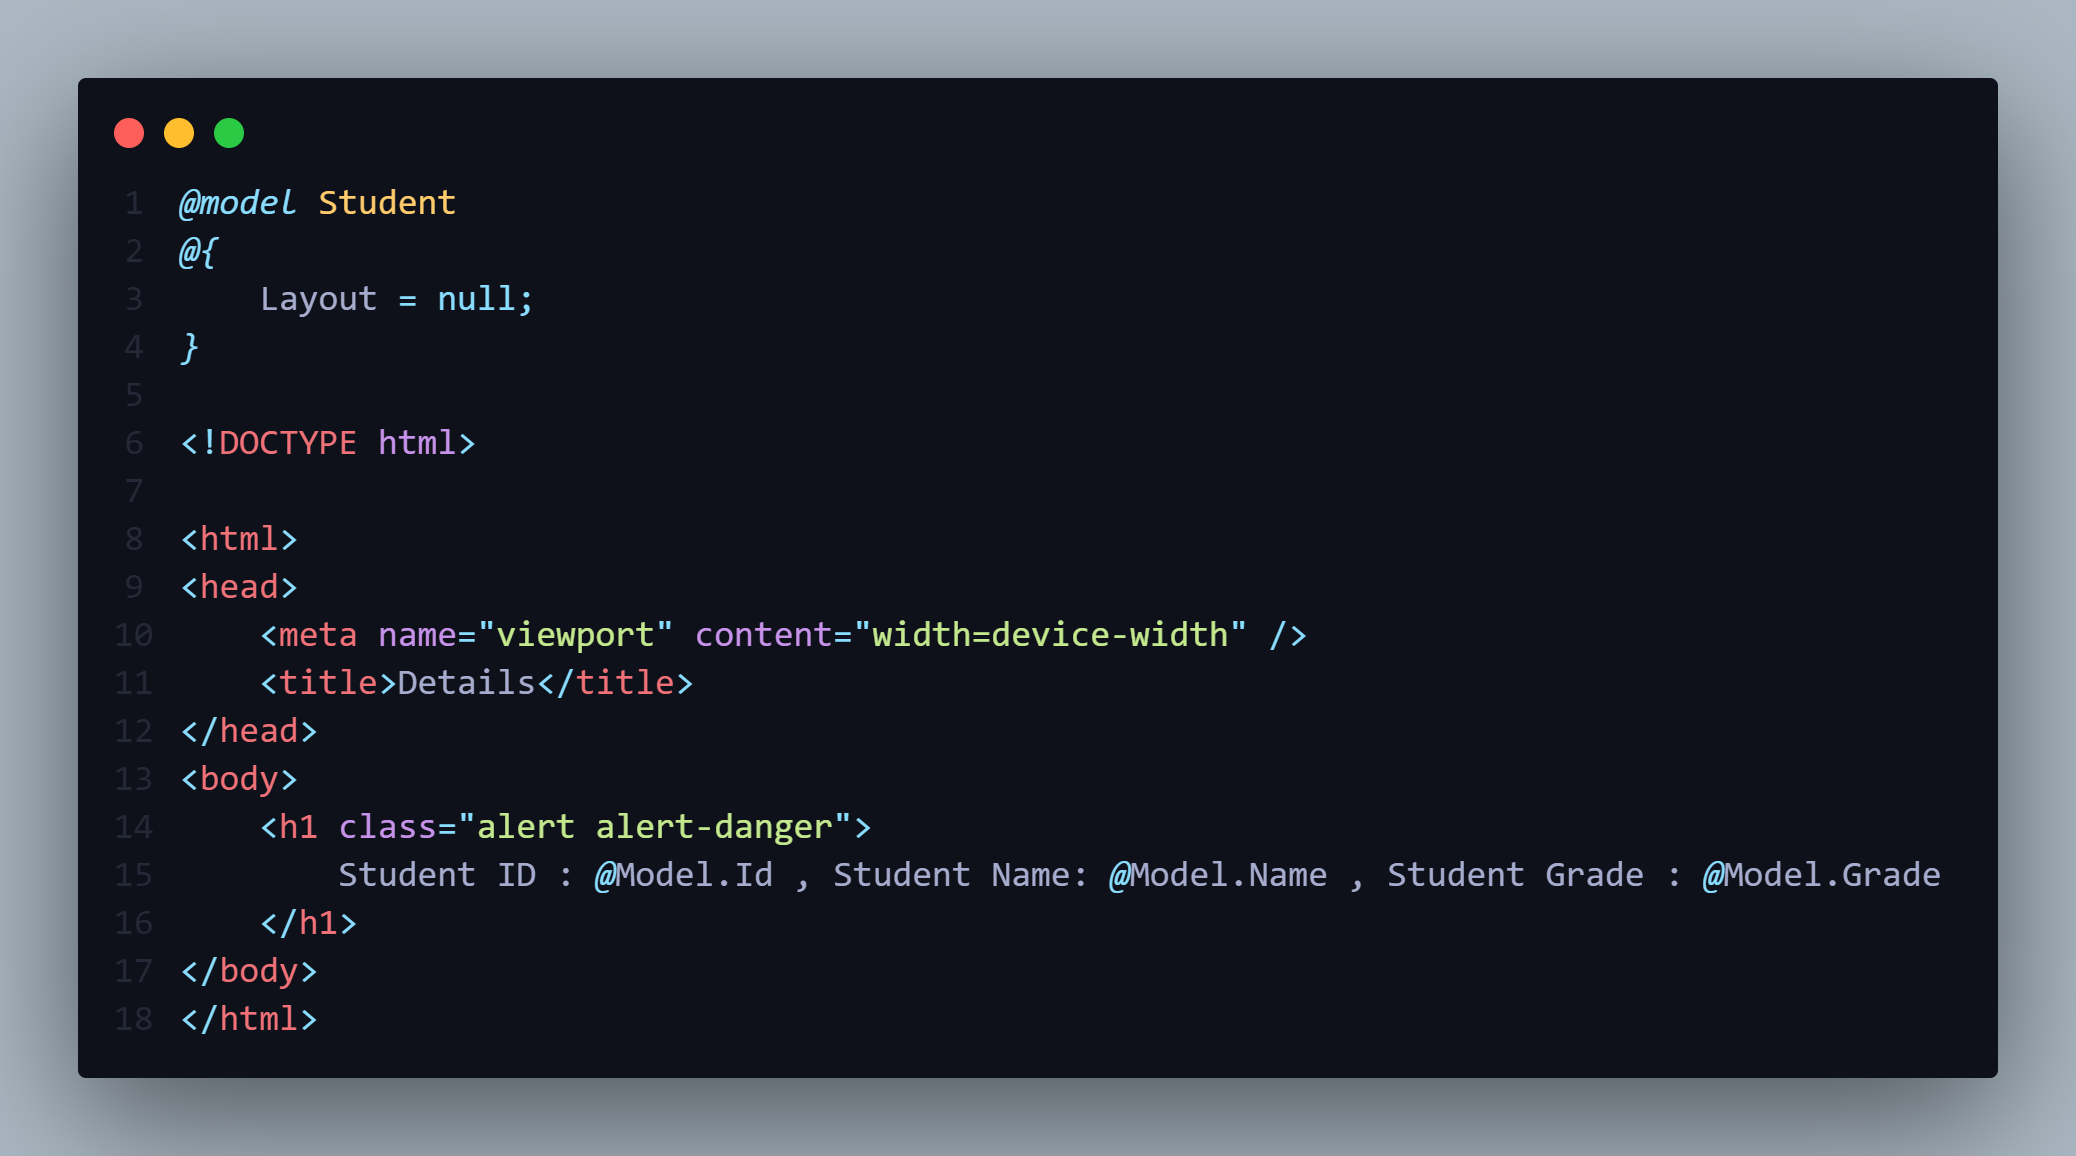 1 @model Student
2 @{
3     Layout = null;
4 }
5
6 <!DOCTYPE html>
7
8 <html>
9 <head>
10     <meta name="viewport" content="width=device-width" />
11     <title>Details</title>
12 </head>
13 <body>
14     <h1 class="alert alert-danger">
15         Student ID : @Model.Id , Student Name: @Model.Name , Student Grade : @Model.Grade
16     </h1>
17 </body>
18 </html>